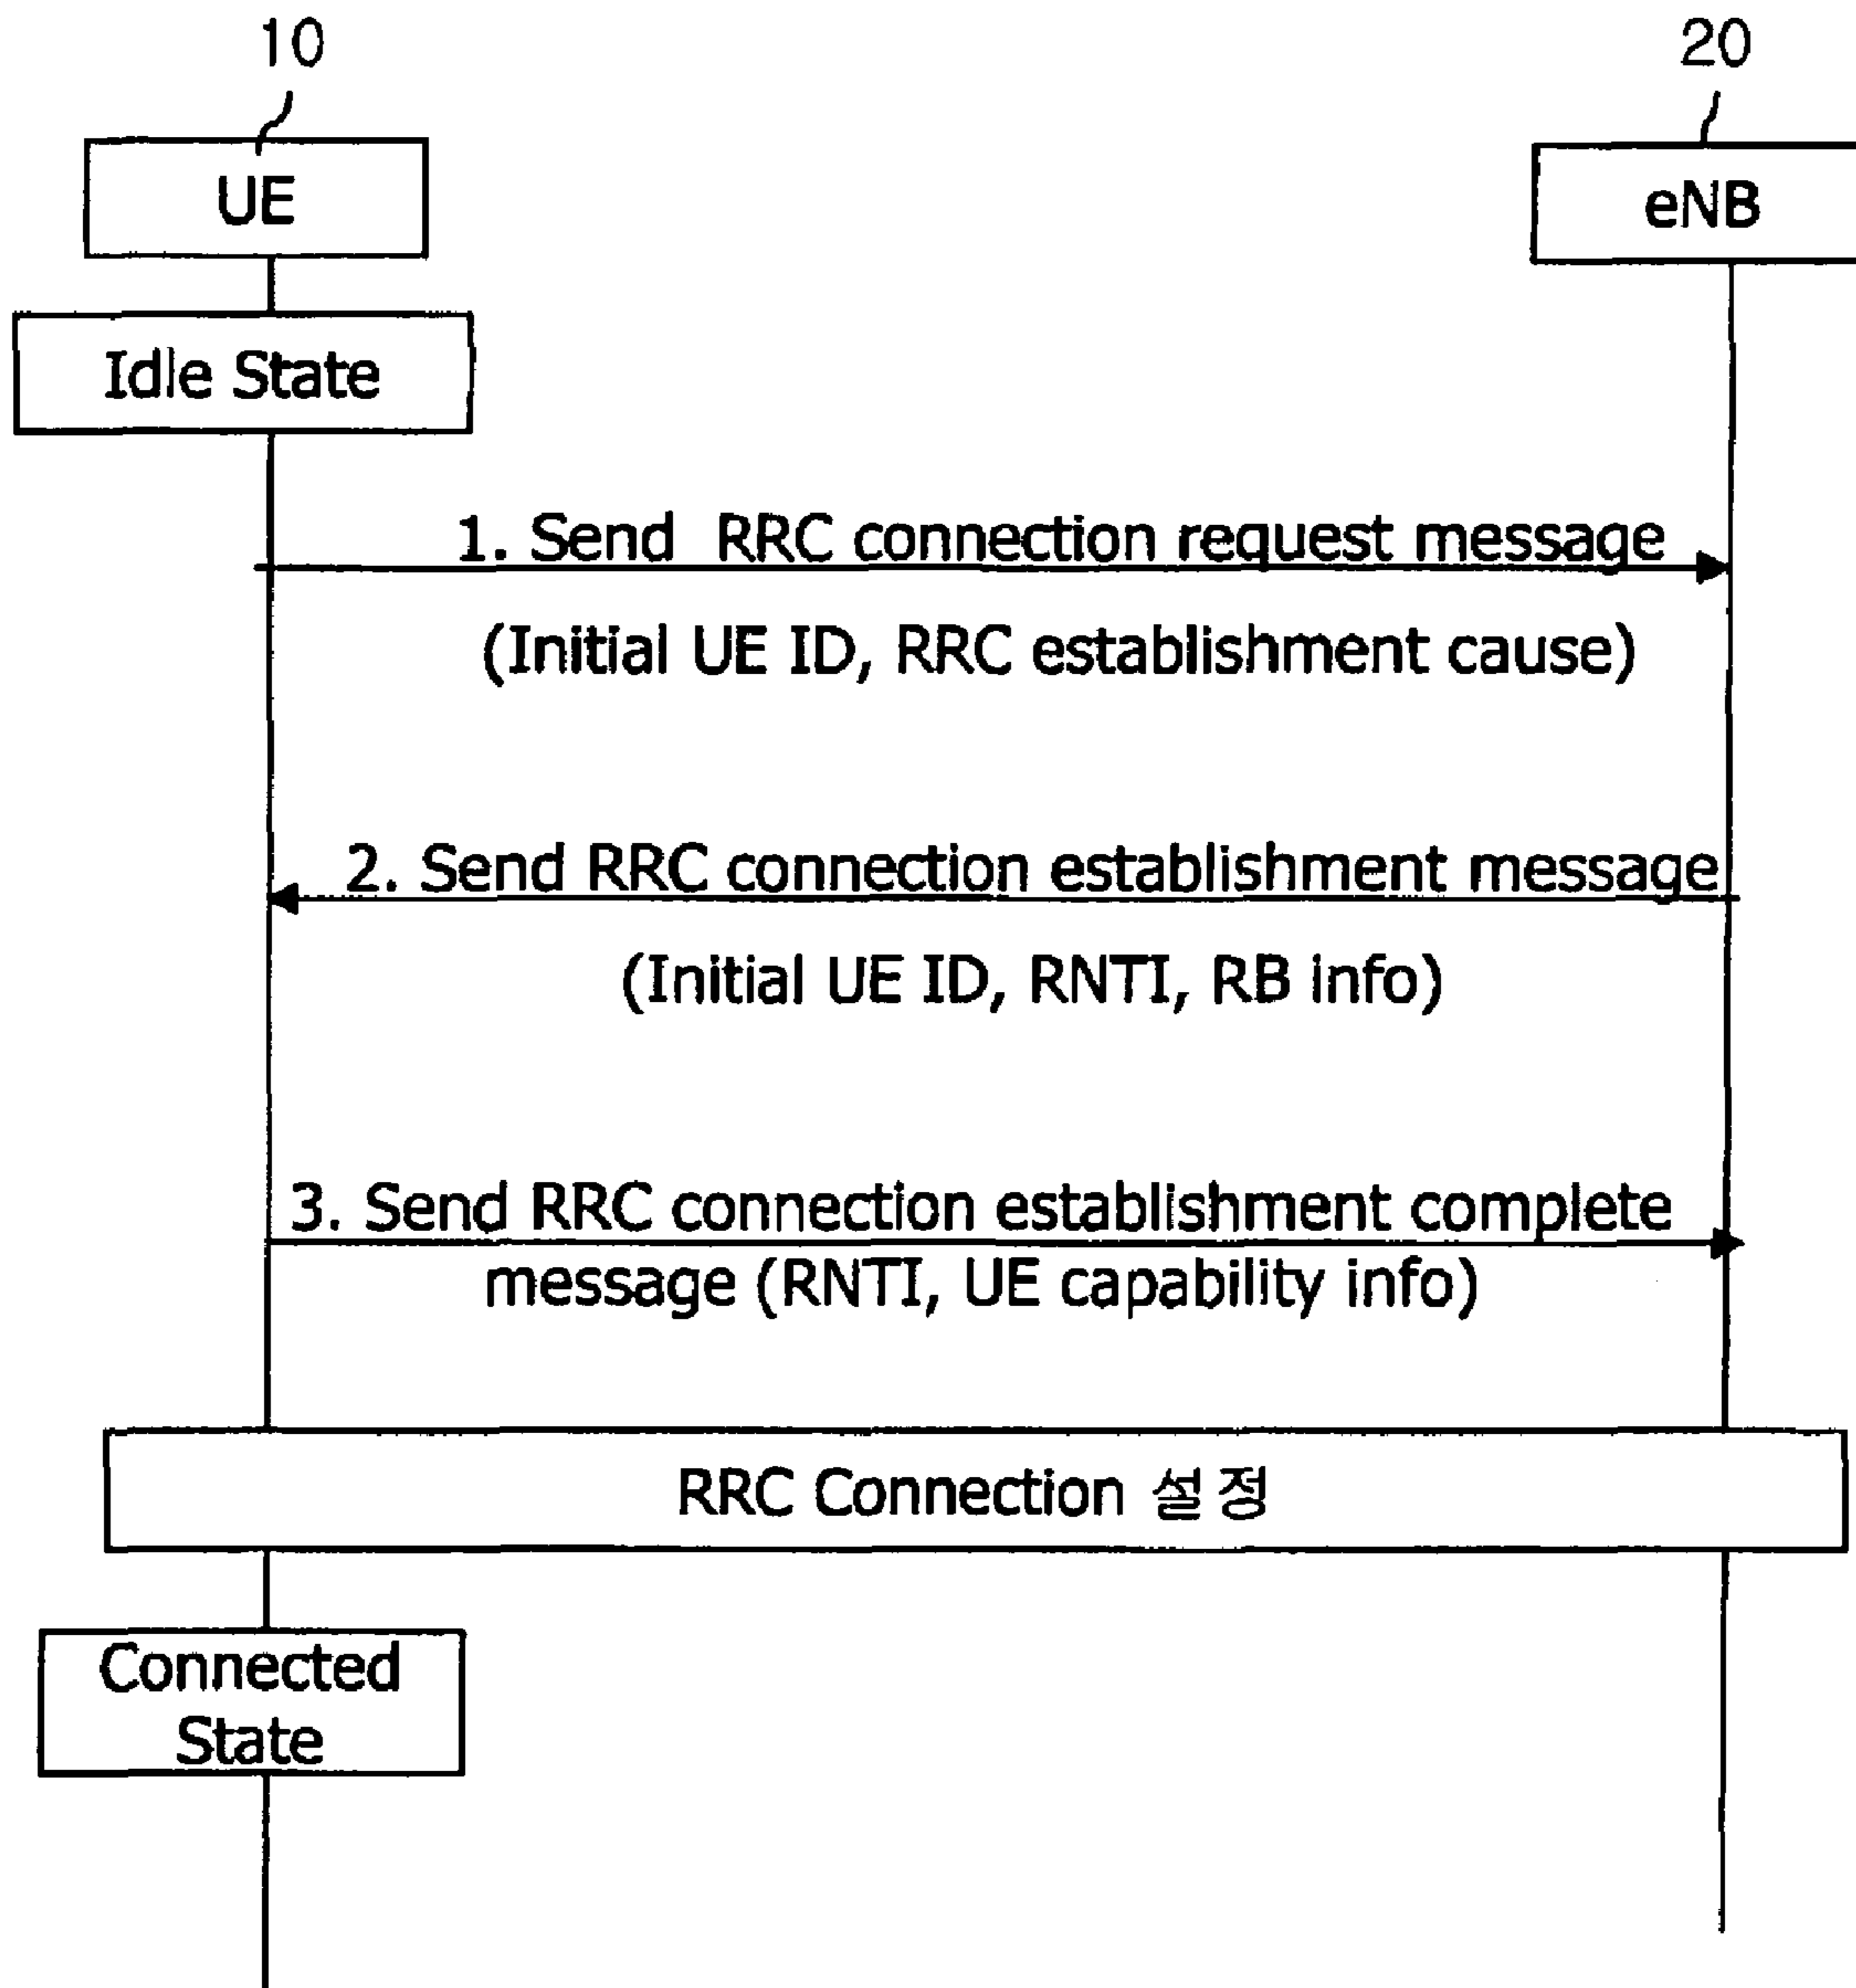 10
20
UE
eNB
Idle State
1. Send RRC connection request message
(Initial UE ID, RRC establishment cause)
2. Send RRC connection establishment message
(Initial UE ID, RNTI, RB info)
3. Send RRC connection establishment complete
message (RNTI, UE capability info)
RRC Connection 설정
Connected
State